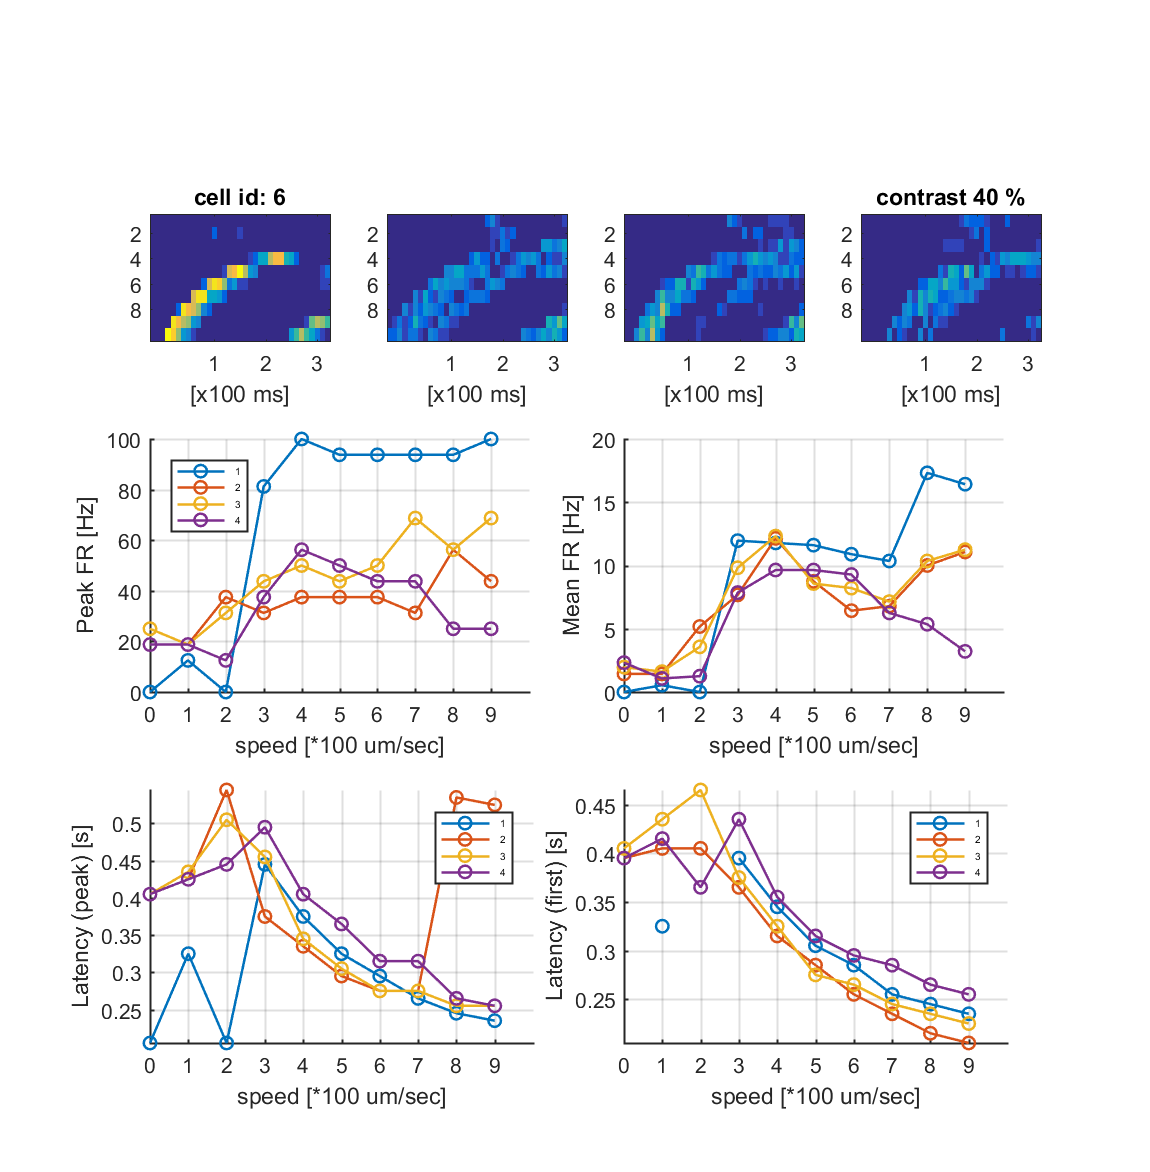 cell id: 6
contrast 40 %
2 4 6 8
2 4 6 8
2 4 6 8
2 4 6 8
1 2 3
1 2 3
1 2 3
1 2 3
[x100 ms]
[x100 ms]
[x100 ms]
[x100 ms]
Peak FR [Hz]
100
80
60
40
20
0
1
2
3
4
0 1 2 3 4 5 6 7 8 9
speed [*100 um/sec]
Mean FR [Hz]
20
15
10
5
0
0 1 2 3 4 5 6 7 8 9
speed [*100 um/sec]
Latency (peak) [s]
0.5
0.45
0.4
0.35
0.3
0.25
1
2
3
4
0 1 2 3 4 5 6 7 8 9
speed [*100 um/sec]
Latency (first) [s]
0.45
0.4
0.35
0.3
0.25
1
2
3
4
0 1 2 3 4 5 6 7 8 9
speed [*100 um/sec]